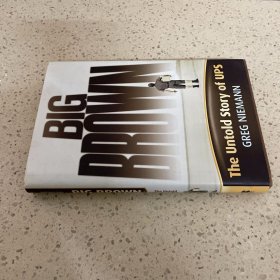 BIG
BROWN
The Untold Story of UPS
GREG NIEMANN
BIG BROWN